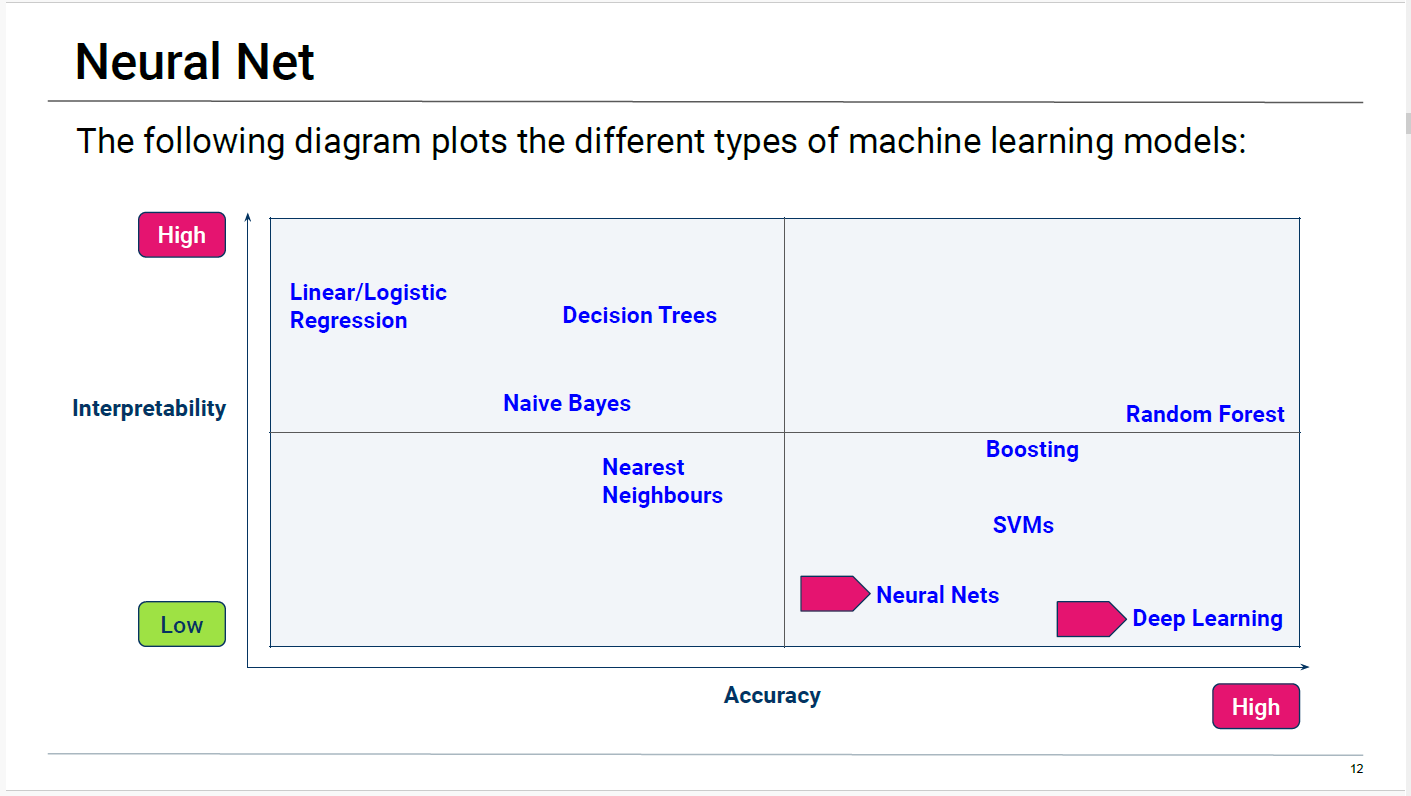 Neural Net
The following diagram plots the different types of machine learning models:
High
Linear/Logistic
Regression
Decision Trees
Naive Bayes
Interpretability
Random Forest
Boosting
Nearest
Neighbours
SVMs
Neural Nets
Deep Learning
Low
Accuracy
High
12